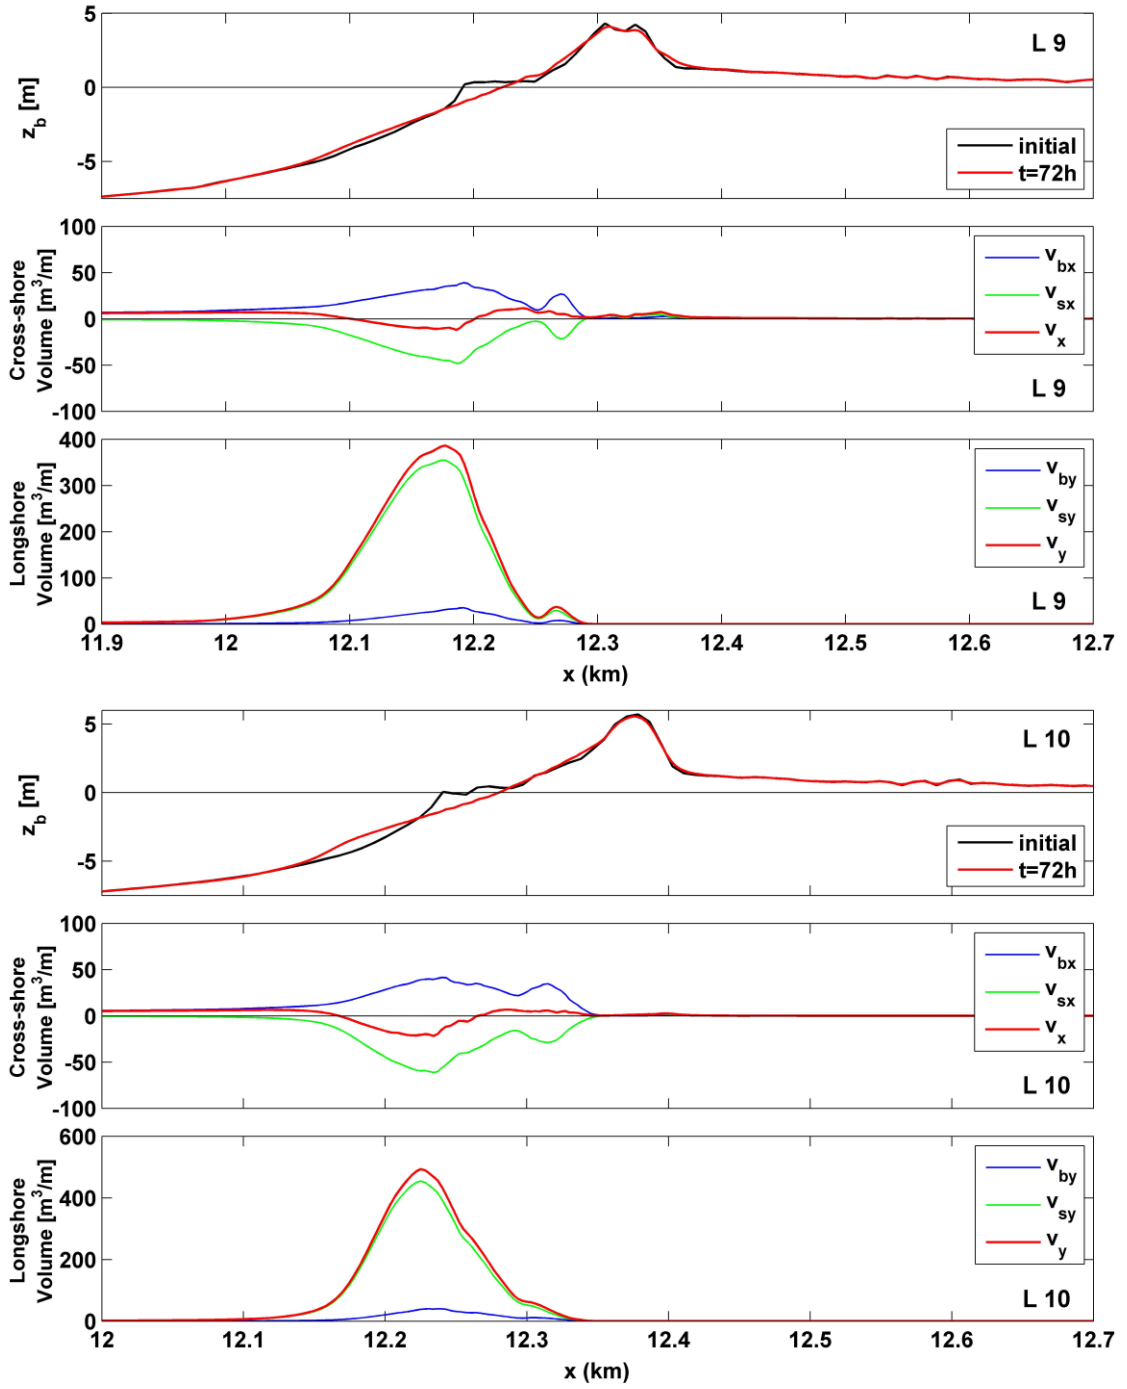 5
0
-5
z_b [m]
L 9
initial
t=72h
100
50
0
-50
-100
Cross-shore
Volume [m³/m]
v_bx
v_sx
v_x
L 9
400
300
200
100
0
Longshore
Volume [m³/m]
v_by
v_sy
v_y
L 9
11.9 12 12.1 12.2 12.3 12.4 12.5 12.6 12.7
x (km)
5
0
-5
z_b [m]
L 10
initial
t=72h
100
50
0
-50
-100
Cross-shore
Volume [m³/m]
v_bx
v_sx
v_x
L 10
600
400
200
0
Longshore
Volume [m³/m]
v_by
v_sy
v_y
L 10
12 12.1 12.2 12.3 12.4 12.5 12.6 12.7
x (km)